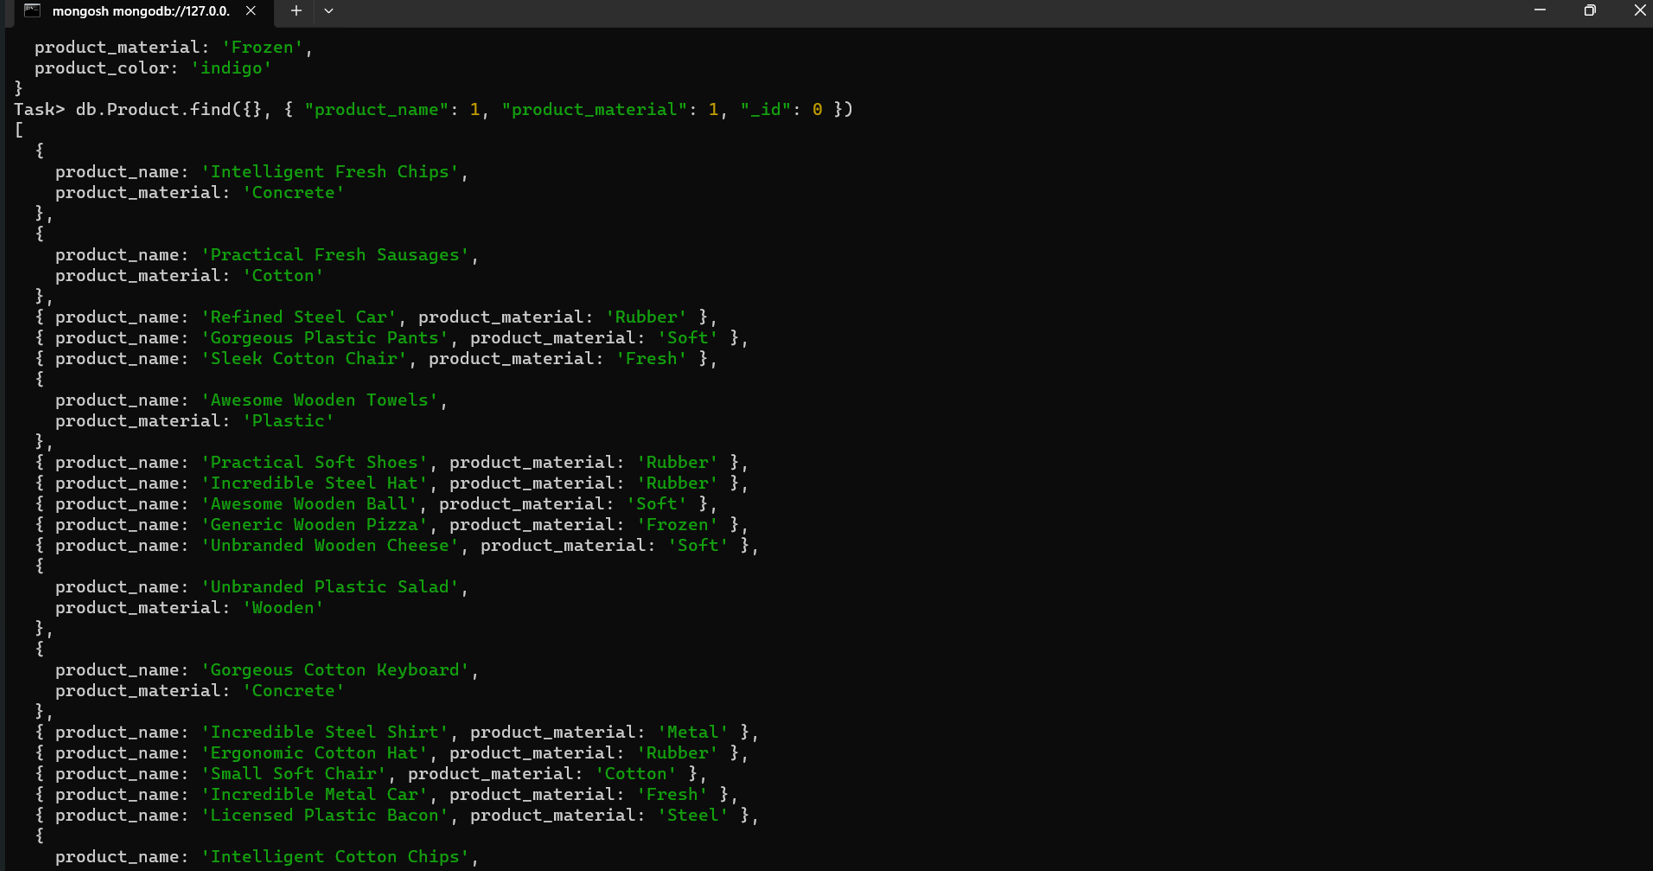 mongosh mongodb://127.0.0.
product_material: 'Frozen',
product_color: 'indigo'
}
Task> db.Product.find({}, { "product_name": 1, "product_material": 1, "_id": 0 })
[
{
product_name: 'Intelligent Fresh Chips',
product_material: 'Concrete'
},
{
product_name: 'Practical Fresh Sausages',
product_material: 'Cotton'
},
{ product_name: 'Refined Steel Car', product_material: 'Rubber' },
{ product_name: 'Gorgeous Plastic Pants', product_material: 'Soft' },
{ product_name: 'Sleek Cotton Chair', product_material: 'Fresh' },
{
product_name: 'Awesome Wooden Towels',
product_material: 'Plastic'
},
{ product_name: 'Practical Soft Shoes', product_material: 'Rubber' },
{ product_name: 'Incredible Steel Hat', product_material: 'Rubber' },
{ product_name: 'Awesome Wooden Ball', product_material: 'Soft' },
{ product_name: 'Generic Wooden Pizza', product_material: 'Frozen' },
{ product_name: 'Unbranded Wooden Cheese', product_material: 'Soft' },
{
product_name: 'Unbranded Plastic Salad',
product_material: 'Wooden'
},
{
product_name: 'Gorgeous Cotton Keyboard',
product_material: 'Concrete'
},
{ product_name: 'Incredible Steel Shirt', product_material: 'Metal' },
{ product_name: 'Ergonomic Cotton Hat', product_material: 'Rubber' },
{ product_name: 'Small Soft Chair', product_material: 'Cotton' },
{ product_name: 'Incredible Metal Car', product_material: 'Fresh' },
{ product_name: 'Licensed Plastic Bacon', product_material: 'Steel' },
{
product_name: 'Intelligent Cotton Chips',